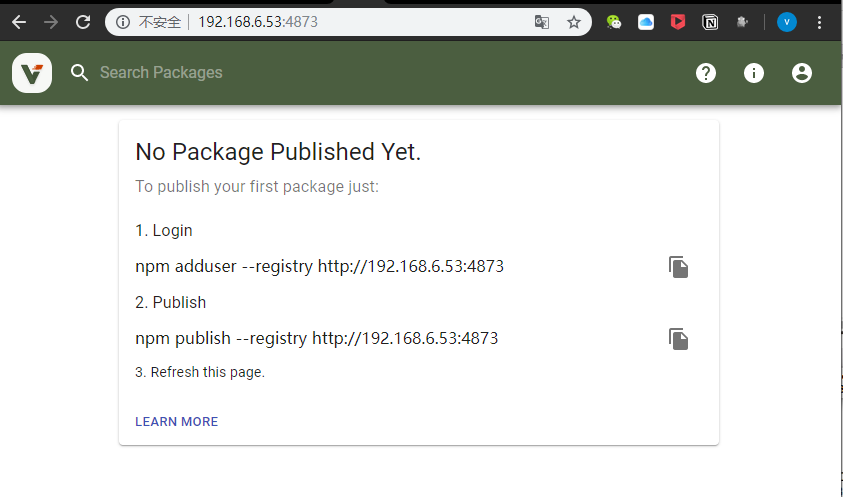 不安全 192.168.6.53:4873
Search Packages
No Package Published Yet.
To publish your first package just:
1. Login
npm adduser --registry http://192.168.6.53:4873
2. Publish
npm publish --registry http://192.168.6.53:4873
3. Refresh this page.
LEARN MORE